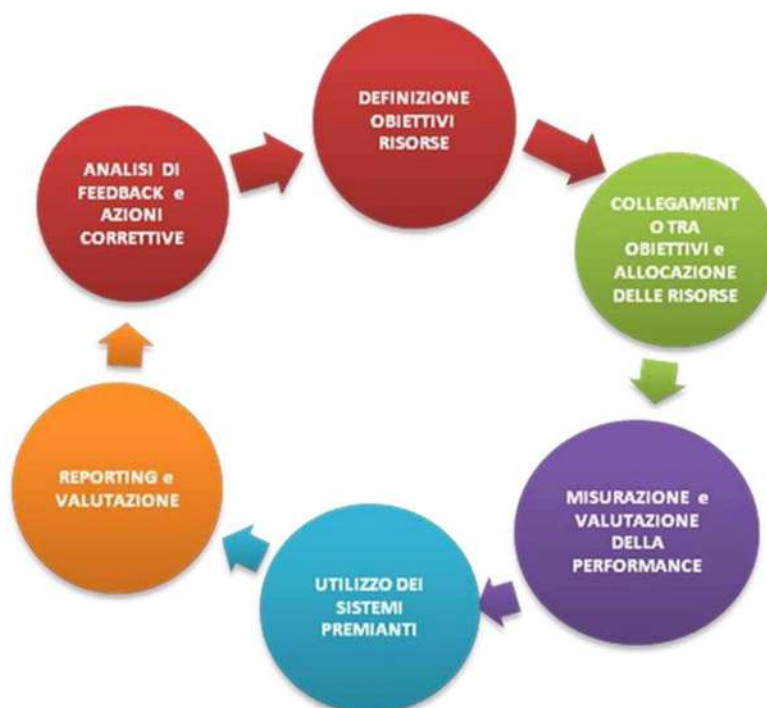 DEFINIZIONE
OBIETTIVI
RISORSE
COLLEGAMENT
O TRA
OBIETTIVI e
ALLOCAZIONE
DELLE RISORSE
MISURAZIONE e
VALUTAZIONE
DELLA
PERFORMANCE
UTILIZZO DEI
SISTEMI
PREMIANTI
REPORTING e
VALUTAZIONE
ANALISI DI
FEEDBACK e
AZIONI
CORRETTIVE